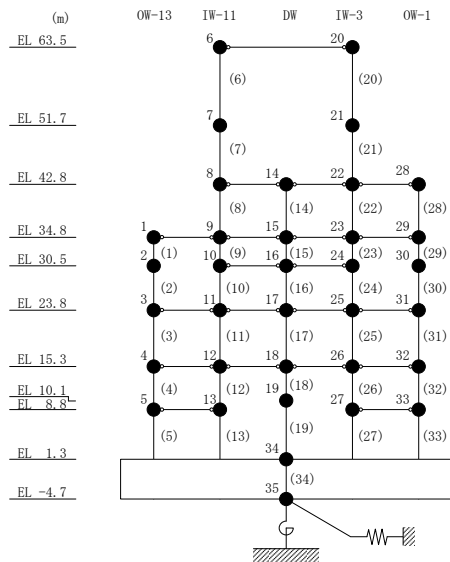 (m) OW-13 IW-11 DW IW-3 OW-1
EL 63.5 6 20
(6) (20)
EL 51.7 7 21
(7) (21)
EL 42.8 8 14 22 28
(8) (14) (22) (28)
EL 34.8 1 9 15 23 29
(1) (9) (15) (23) (29)
EL 30.5 2 10 16 24 30
(2) (10) (16) (24) (30)
EL 23.8 3 11 17 25 31
(3) (11) (17) (25) (31)
EL 15.3 4 12 18 26 32
(4) (12) (18) (26) (32)
EL 10.1 19
EL 8.8 5 13 27 33
(5) (13) (19) (27) (33)
EL 1.3 34
(34)
EL -4.7 35